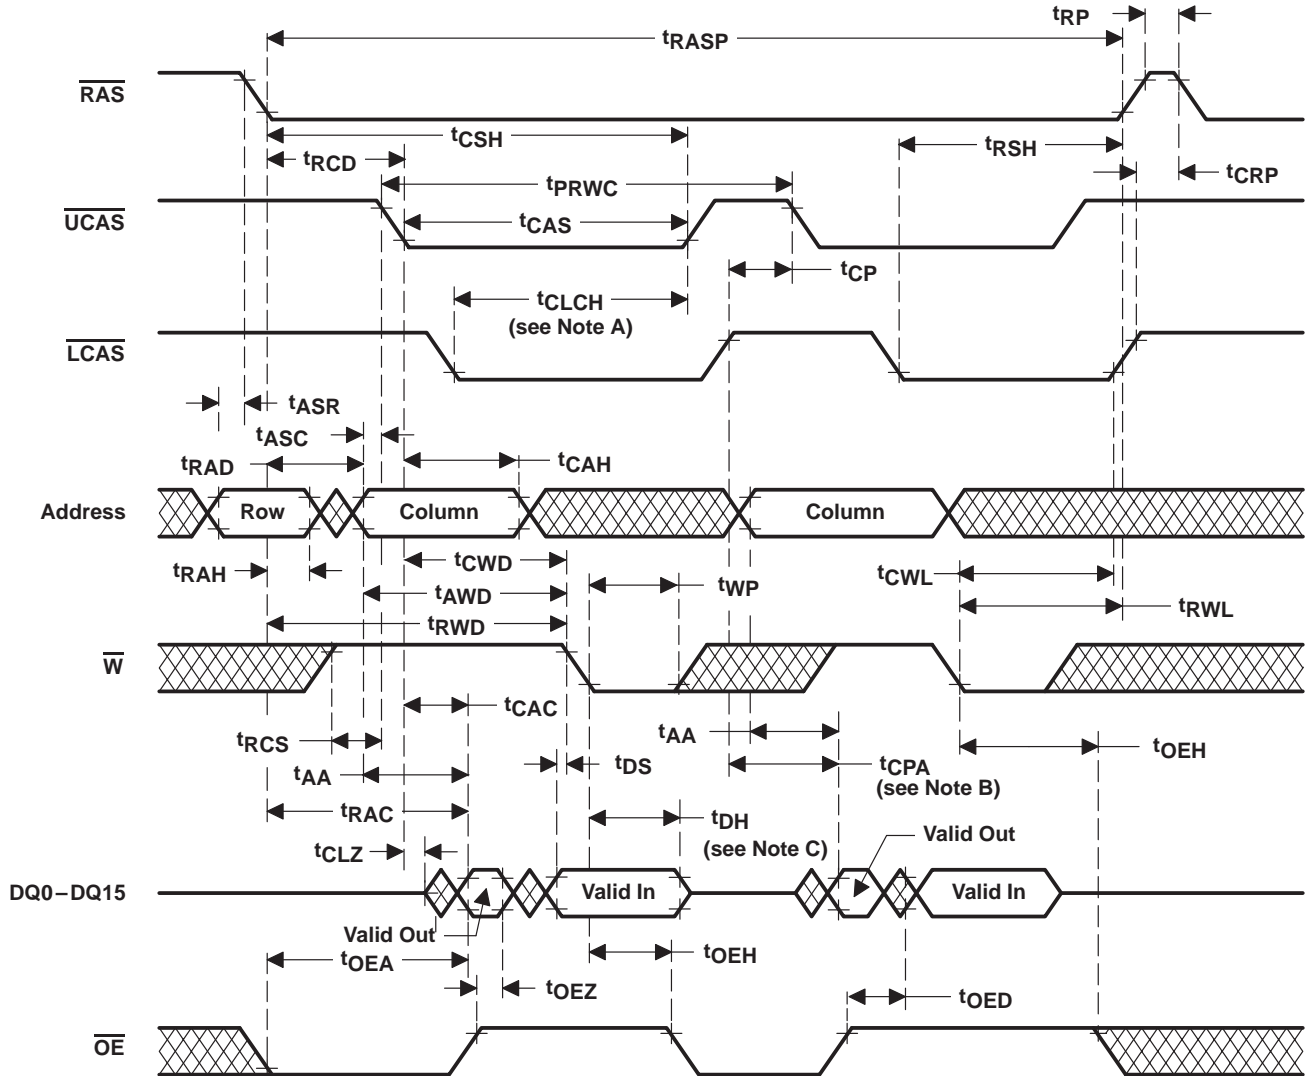 tRP
tRASP
RAS
tCSH
tRSH
tRCD
tCRP
tPRWC
UCAS
tCAS
tCP
tCLCH
(see Note A)
LCAS
tASR
tASC
tRAD
tCAH
Address
Row
Column
Column
tCWD
tRAH
tWP
tCWL
tAWD
tRWL
tRWD
W
tCAC
tRCS
tAA
tOEH
tAA
tDS
tCPA
(see Note B)
tRAC
tDH
(see Note C)
Valid Out
tCLZ
DQ0–DQ15
Valid In
Valid In
Valid Out
tOEA
tOEH
tOEZ
tOED
OE